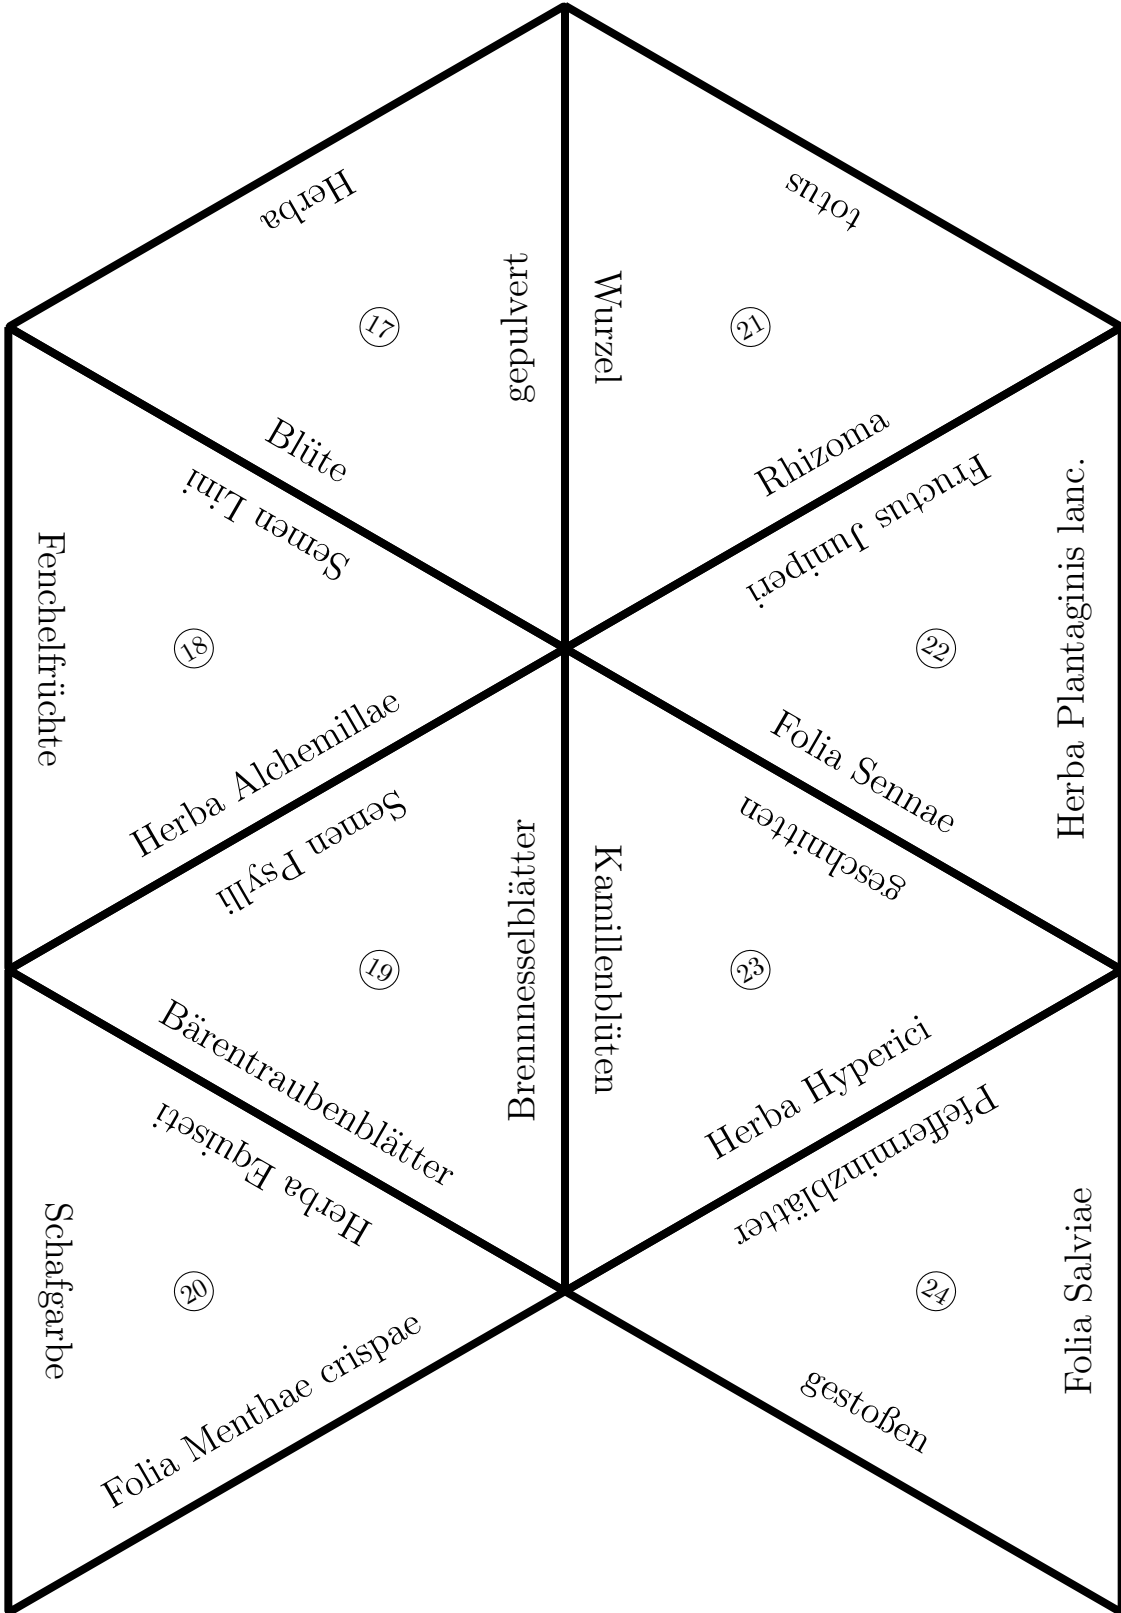 Herba
gepulvert
17
Blüte
totus
Wurzel
21
Rhizoma
Semen Lini
Fenchelfrüchte
18
Herba Alchemillae
Fructus Juniperi
Herba Plantaginis lanc.
22
Folia Sennae
Semen Psylli
Brennnesselblätter
19
Bärentraubenblätter
geschnitten
Kamillenblüten
23
Herba Hyperici
Herba Equiseti
Schafgarbe
20
Folia Menthae crispae
Pfefferminzblätter
Folia Salviae
24
gestoßen